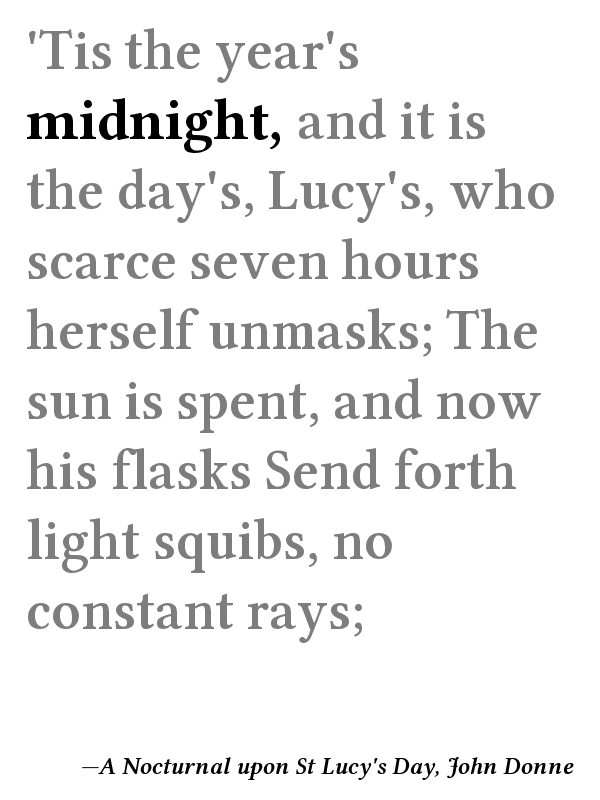 'Tis the year's
midnight, and it is
the day's, Lucy's, who
scarce seven hours
herself unmasks; The
sun is spent, and now
his flasks Send forth
light squibs, no
constant rays;
—A Nocturnal upon St Lucy's Day, John Donne